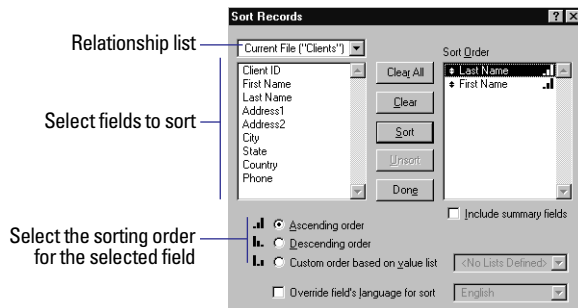 Sort Records
Relationship list
Current File ("Clients")
Sort Order
Select fields to sort
Client ID
First Name
Last Name
Address1
Address2
City
State
Country
Phone
Clear All
Clear
Sort
Unsort
Done
Last Name
First Name
Include summary fields
Select the sorting order
for the selected field
Ascending order
Descending order
Custom order based on value list
<No Lists Defined>
Override field's language for sort
English